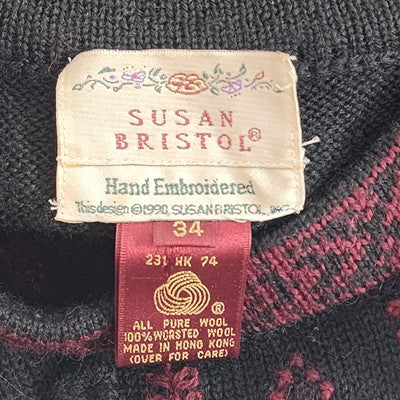 SUSAN
BRISTOL®
Hand Embroidered
This design © 1990, SUSAN BRISTOL, INC.
34
231 HK 74
®
ALL PURE WOOL
100% WORSTED WOOL
MADE IN HONG KONG
(OVER FOR CARE)